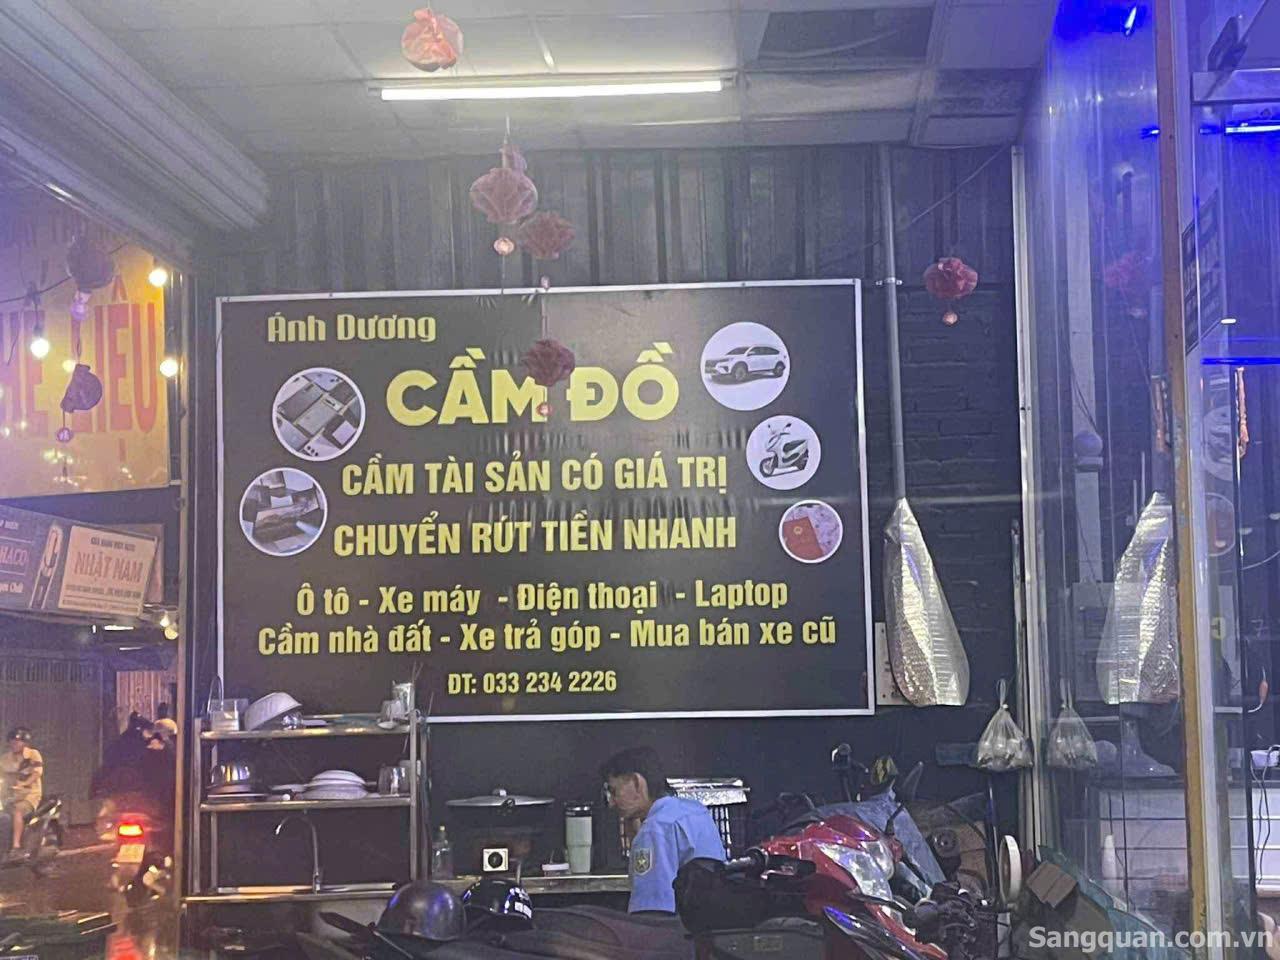 Ánh Dương
CẦM ĐỒ
CẦM TÀI SẢN CÓ GIÁ TRỊ
CHUYỂN RÚT TIỀN NHANH
Ô tô - Xe máy - Điện thoại - Laptop
Cầm nhà đất - Xe trả góp - Mua bán xe cũ
ĐT: 033 234 2226
NHẬT NAM
Sangquan.com.vn